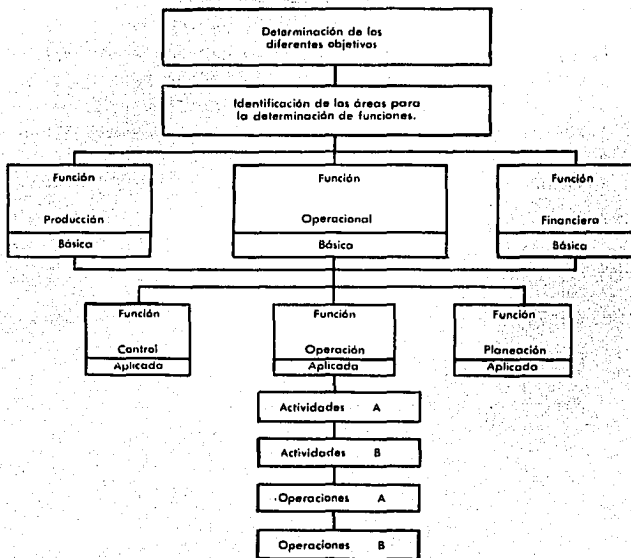 Determinación de los
diferentes objetivos
Identificación de las áreas para
la determinación de funciones.
Función
Producción
Básica
Función
Operacional
Básica
Función
Financiera
Básica
Función
Control
Aplicada
Función
Operación
Aplicada
Función
Planeación
Aplicada
Actividades A
Actividades B
Operaciones A
Operaciones B